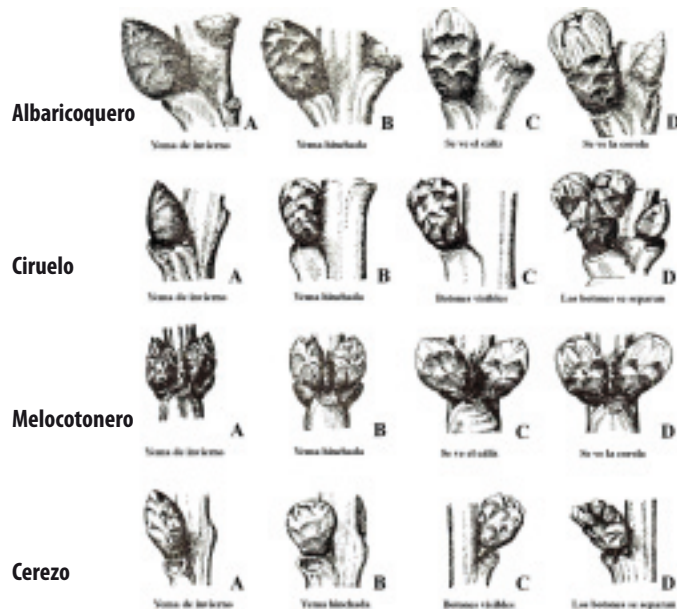 Albaricoquero
A B C D
Yema de invierno Yema hinchada Se ve el cáliz Se ve la corola
Ciruelo
A B C D
Yema de invierno Yema hinchada Botones visibles Los botones se separan
Melocotonero
A B C D
Yema de invierno Yema hinchada Se ve el cáliz Se ve la corola
Cerezo
A B C D
Yema de invierno Yema hinchada Botones visibles Los botones se separan